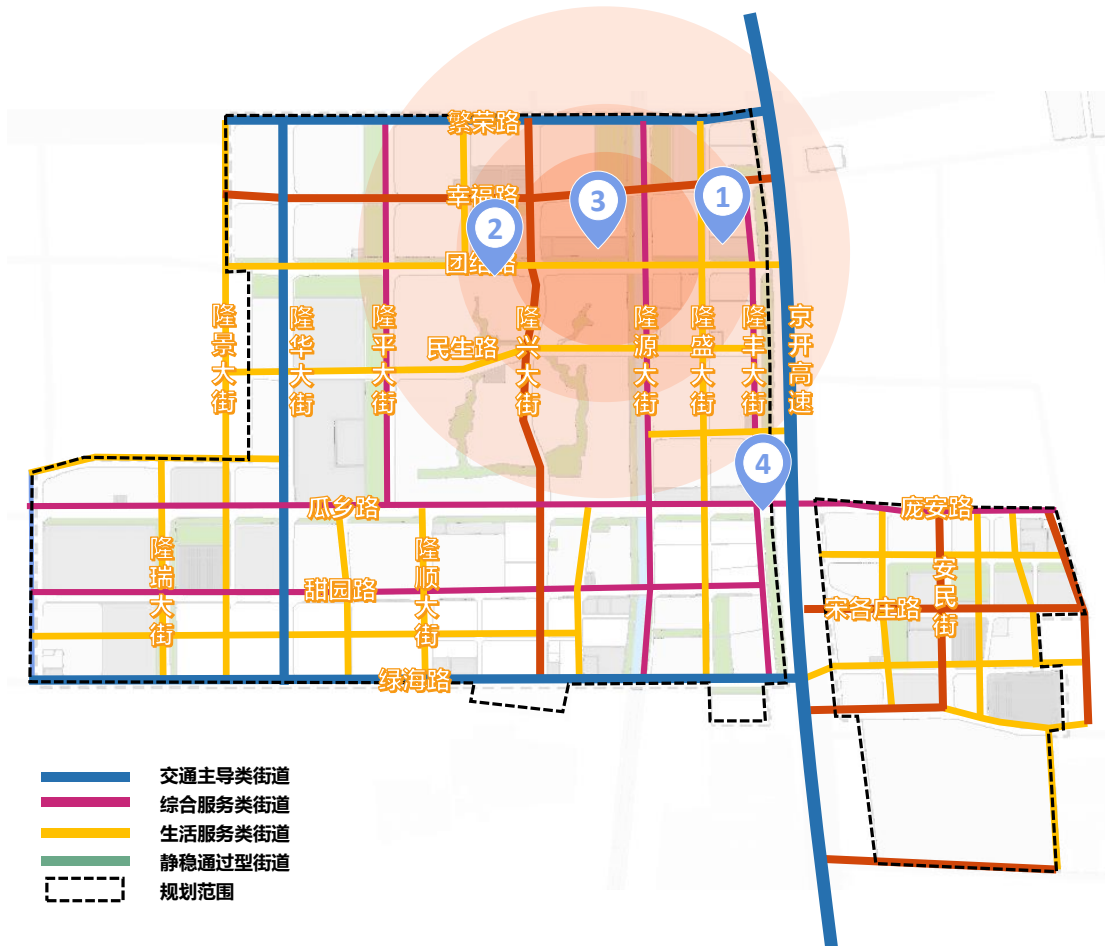 繁荣路
幸福路
1
3
2
团结路
隆景大街
隆华大街
隆平大街
民生路
隆兴大街
隆源大街
隆盛大街
隆丰大街
京开高速
4
瓜乡路
庞安路
隆瑞大街
甜园路
隆顺大街
安民街
宋各庄路
绿海路
交通主导类街道
综合服务类街道
生活服务类街道
静稳通过型街道
规划范围